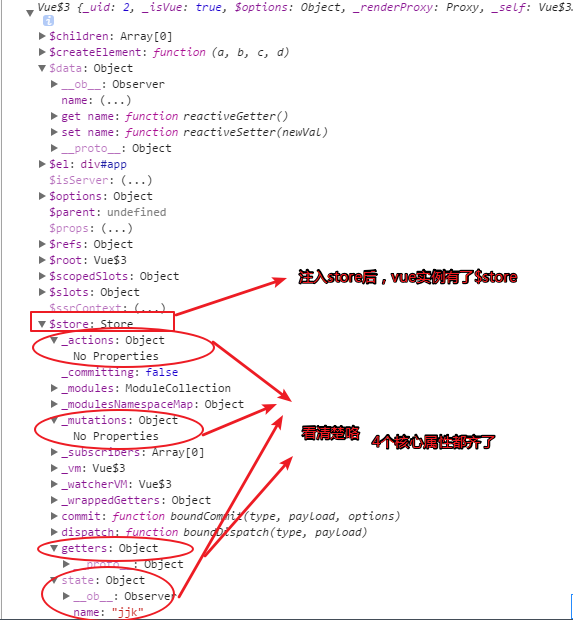 Vue$3 {_uid: 2, _isVue: true, $options: Object, _renderProxy: Proxy, _self: Vue$3…
i
$children: Array[0]
$createElement: function (a, b, c, d)
$data: Object
__ob__: Observer
name: (...)
get name: function reactiveGetter()
set name: function reactiveSetter(newVal)
__proto__: Object
$el: div#app
$isServer: (...)
$options: Object
$parent: undefined
$props: (...)
$refs: Object
$root: Vue$3
$scopedSlots: Object
注入store后，vue实例有了$store
$slots: Object
$ssrContext: (...)
$store: Store
_actions: Object
No Properties
_committing: false
_modules: ModuleCollection
_modulesNamespaceMap: Object
_mutations: Object
No Properties
看清楚咯 4个核心属性都齐了
_subscribers: Array[0]
_vm: Vue$3
_watcherVM: Vue$3
_wrappedGetters: Object
commit: function boundCommit(type, payload, options)
dispatch: function boundDispatch(type, payload)
getters: Object
__proto__: Object
state: Object
__ob__: Observer
name: "jjk"